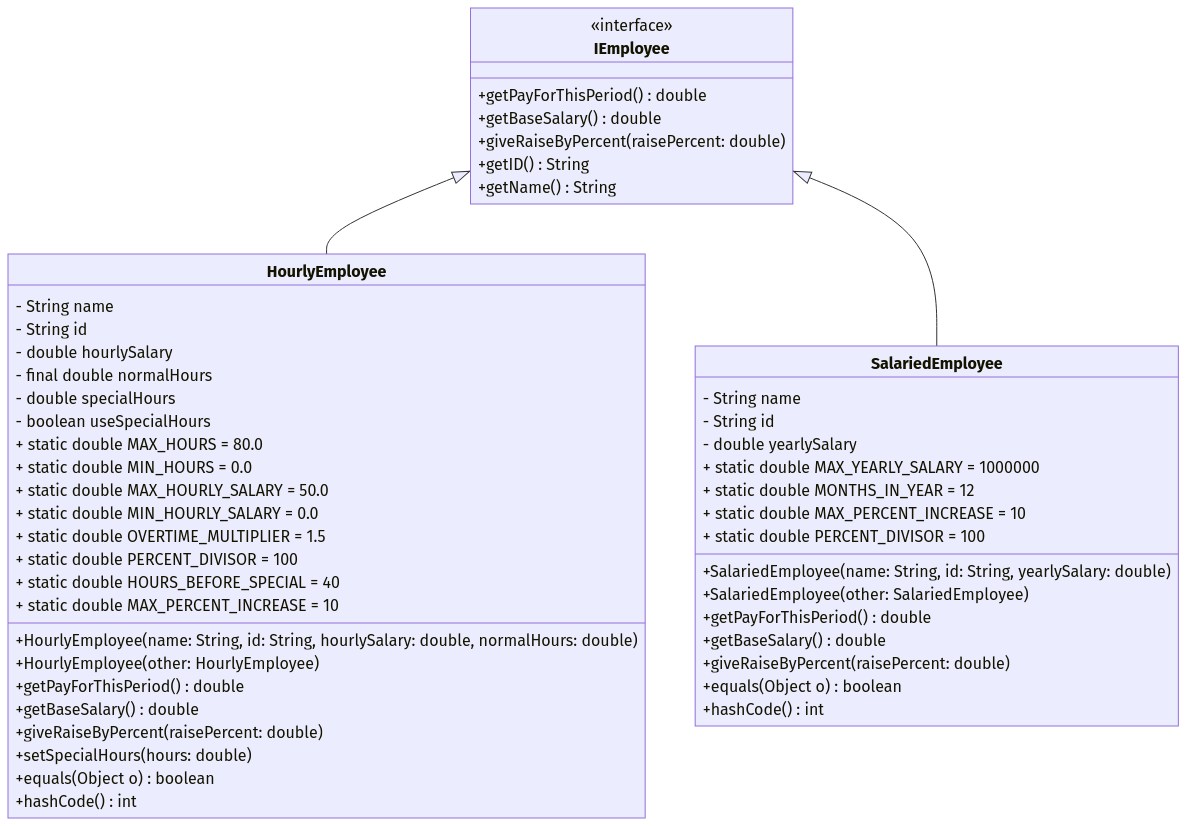 «interface»
IEmployee
+getPayForThisPeriod() : double
+getBaseSalary() : double
+giveRaiseByPercent(raisePercent: double)
+getID() : String
+getName() : String
HourlyEmployee
- String name
- String id
- double hourlySalary
- final double normalHours
- double specialHours
- boolean useSpecialHours
+ static double MAX_HOURS = 80.0
+ static double MIN_HOURS = 0.0
+ static double MAX_HOURLY_SALARY = 50.0
+ static double MIN_HOURLY_SALARY = 0.0
+ static double OVERTIME_MULTIPLIER = 1.5
+ static double PERCENT_DIVISOR = 100
+ static double HOURS_BEFORE_SPECIAL = 40
+ static double MAX_PERCENT_INCREASE = 10
+HourlyEmployee(name: String, id: String, hourlySalary: double, normalHours: double)
+HourlyEmployee(other: HourlyEmployee)
+getPayForThisPeriod() : double
+getBaseSalary() : double
+giveRaiseByPercent(raisePercent: double)
+setSpecialHours(hours: double)
+equals(Object o) : boolean
+hashCode() : int
SalariedEmployee
- String name
- String id
- double yearlySalary
+ static double MAX_YEARLY_SALARY = 1000000
+ static double MONTHS_IN_YEAR = 12
+ static double MAX_PERCENT_INCREASE = 10
+ static double PERCENT_DIVISOR = 100
+SalariedEmployee(name: String, id: String, yearlySalary: double)
+SalariedEmployee(other: SalariedEmployee)
+getPayForThisPeriod() : double
+getBaseSalary() : double
+giveRaiseByPercent(raisePercent: double)
+equals(Object o) : boolean
+hashCode() : int